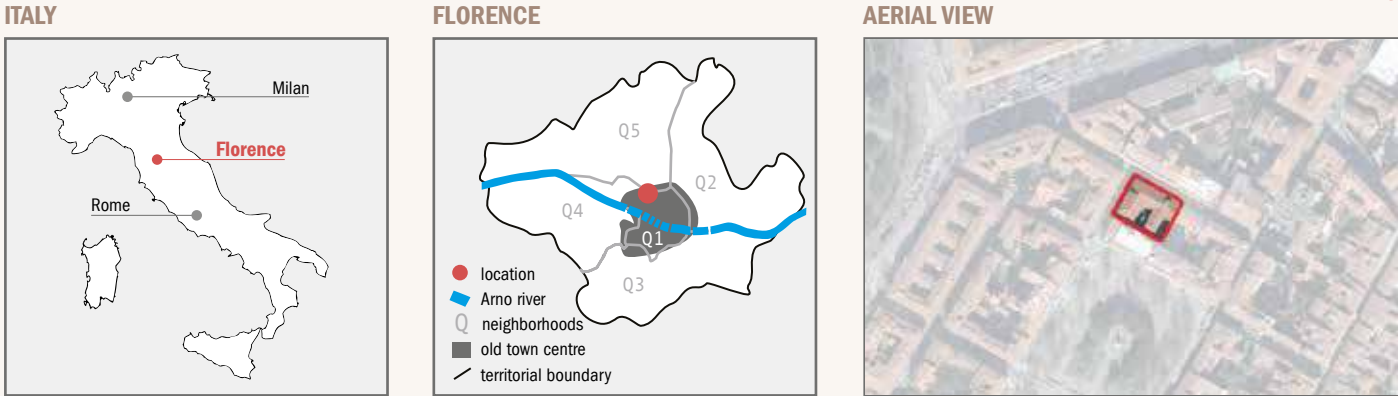 ITALY
Milan
Florence
Rome
FLORENCE
Q5
Q2
Q4
Q1
Q3
location
Arno river
Q neighborhoods
old town centre
territorial boundary
AERIAL VIEW